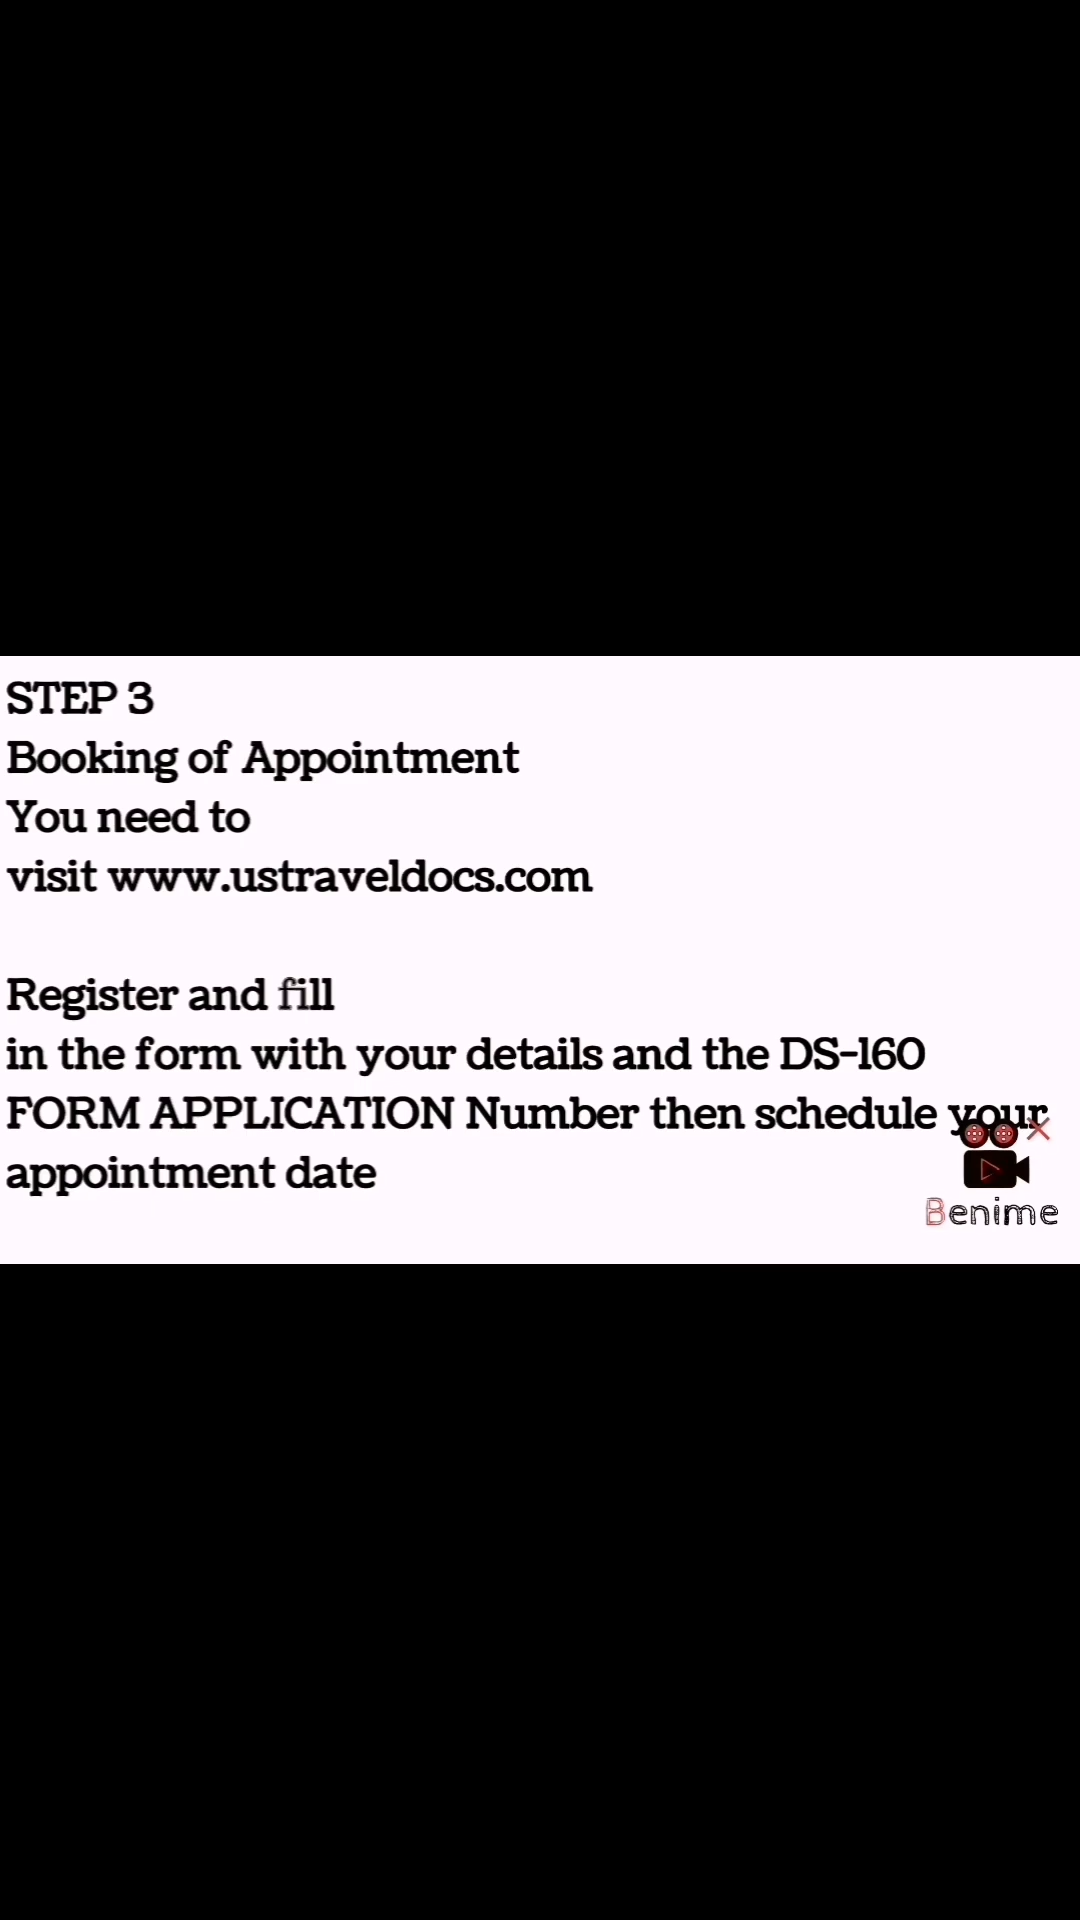 STEP 3
Booking of Appointment
You need to
visit www.ustraveldocs.com
Register and fill
in the form with your details and the DS-160
FORM APPLICATION Number then schedule your
appointment date
Benime